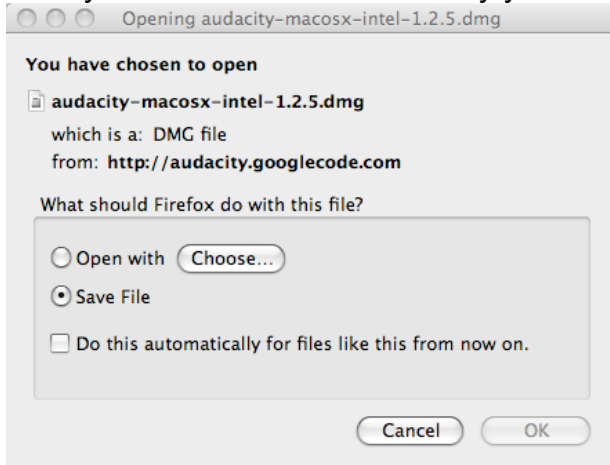 Opening audacity-macosx-intel-1.2.5.dmg
You have chosen to open
audacity-macosx-intel-1.2.5.dmg
which is a: DMG file
from: http://audacity.googlecode.com
What should Firefox do with this file?
Open with Choose...
Save File
Do this automatically for files like this from now on.
Cancel OK